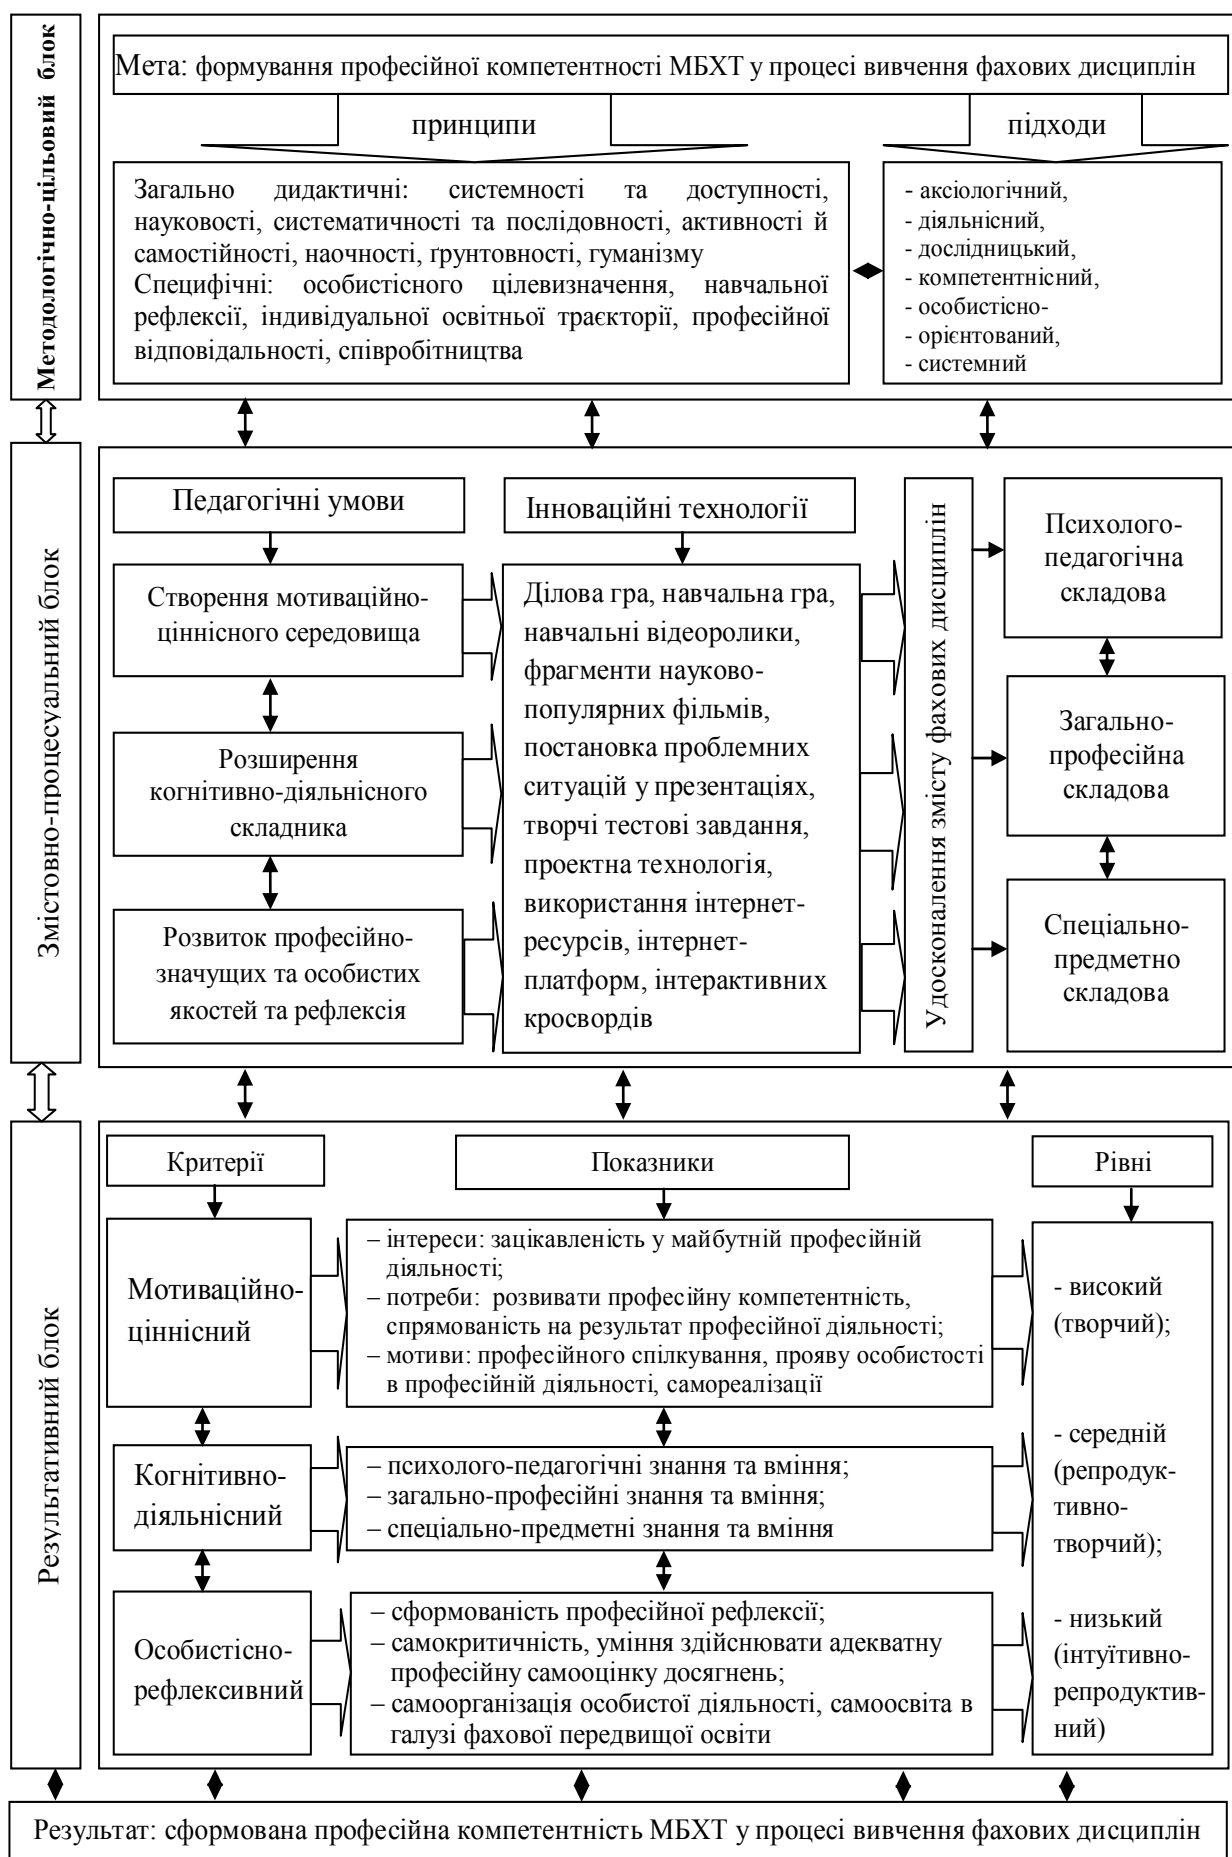 Методологічно-цільовий блок
Мета: формування професійної компетентності МБХТ у процесі вивчення фахових дисциплін
принципи
підходи
Загально дидактичні: системності та доступності,
науковості, систематичності та послідовності, активності й
самостійності, наочності, ґрунтовності, гуманізму
Специфічні: особистісного цілевизначення, навчальної
рефлексії, індивідуальної освітньої траєкторії, професійної
відповідальності, співробітництва
- аксіологічний,
- діяльнісний,
- дослідницький,
- компетентнісний,
- особистісно-
- орієнтований,
- системний
Змістовно-процесуальний блок
Педагогічні умови
Створення мотиваційно-
ціннісного середовища
Розширення
когнітивно-діяльнісного
складника
Розвиток професійно-
значущих та особистих
якостей та рефлексія
Інноваційні технології
Ділова гра, навчальна гра,
навчальні відеоролики,
фрагменти науково-
популярних фільмів,
постановка проблемних
ситуацій у презентаціях,
творчі тестові завдання,
проектна технологія,
використання інтернет-
ресурсів, інтернет-
платформ, інтерактивних
кросвордів
Удосконалення змісту фахових дисциплін
Психолого-
педагогічна
складова
Загально-
професійна
складова
Спеціально-
предметно
складова
Результативний блок
Критерії
Показники
Рівні
Мотиваційно-
ціннісний
– інтереси: зацікавленість у майбутній професійній
діяльності;
– потреби: розвивати професійну компетентність,
спрямованість на результат професійної діяльності;
– мотиви: професійного спілкування, прояву особистості
в професійній діяльності, самореалізації
Когнітивно-
діяльнісний
– психолого-педагогічні знання та вміння;
– загально-професійні знання та вміння;
– спеціально-предметні знання та вміння
Особистісно-
рефлексивний
– сформованість професійної рефлексії;
– самокритичність, уміння здійснювати адекватну
професійну самооцінку досягнень;
– самоорганізація особистої діяльності, самоосвіта в
галузі фахової передвищої освіти
- високий
(творчий);
- середній
(репродук-
тивно-
творчий);
- низький
(інтуїтивно-
репродуктив-
ний)
Результат: сформована професійна компетентність МБХТ у процесі вивчення фахових дисциплін